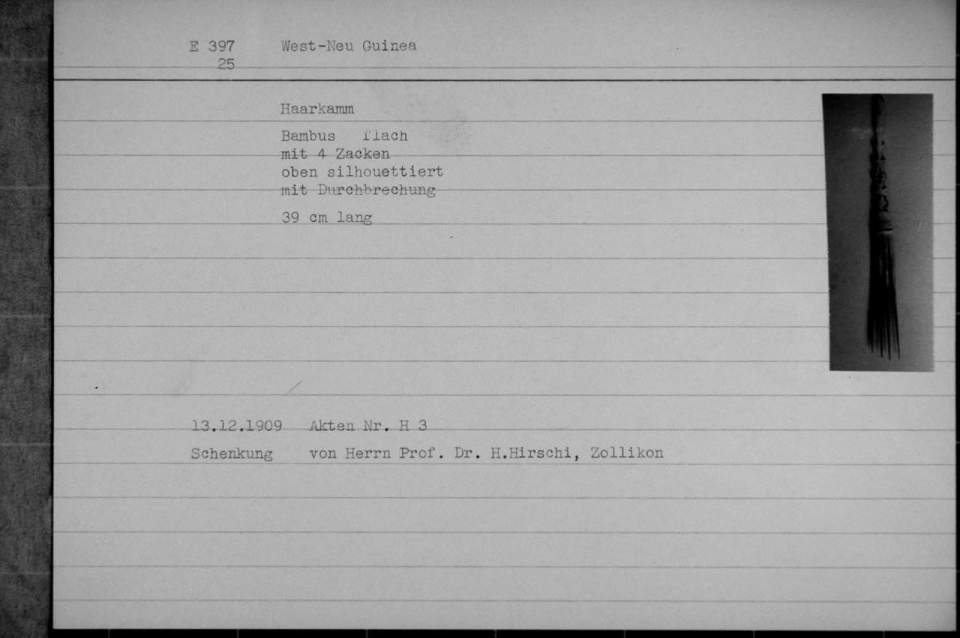 E 397 West-Neu Guinea
25
Haarkamm
Bambus flach
mit 4 Zacken
oben silhouettiert
mit Durchbrechung
39 cm lang
13.12.1909 Akten Nr. H 3
Schenkung von Herrn Prof. Dr. H.Hirschi, Zollikon